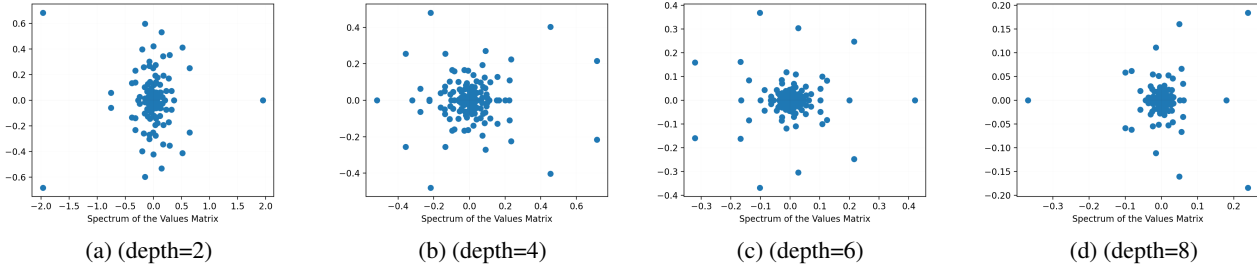 0.6
0.4
0.2
0.0
−0.2
−0.4
−0.6
−2.0 −1.5 −1.0 −0.5 0.0 0.5 1.0 1.5 2.0
Spectrum of the Values Matrix
(a) (depth=2)
0.4
0.2
0.0
−0.2
−0.4
−0.4 −0.2 0.0 0.2 0.4 0.6
Spectrum of the Values Matrix
(b) (depth=4)
0.4
0.3
0.2
0.1
0.0
−0.1
−0.2
−0.3
−0.4
−0.3 −0.2 −0.1 0.0 0.1 0.2 0.3 0.4
Spectrum of the Values Matrix
(c) (depth=6)
0.20
0.15
0.10
0.05
0.00
−0.05
−0.10
−0.15
−0.20
−0.3 −0.2 −0.1 0.0 0.1 0.2
Spectrum of the Values Matrix
(d) (depth=8)